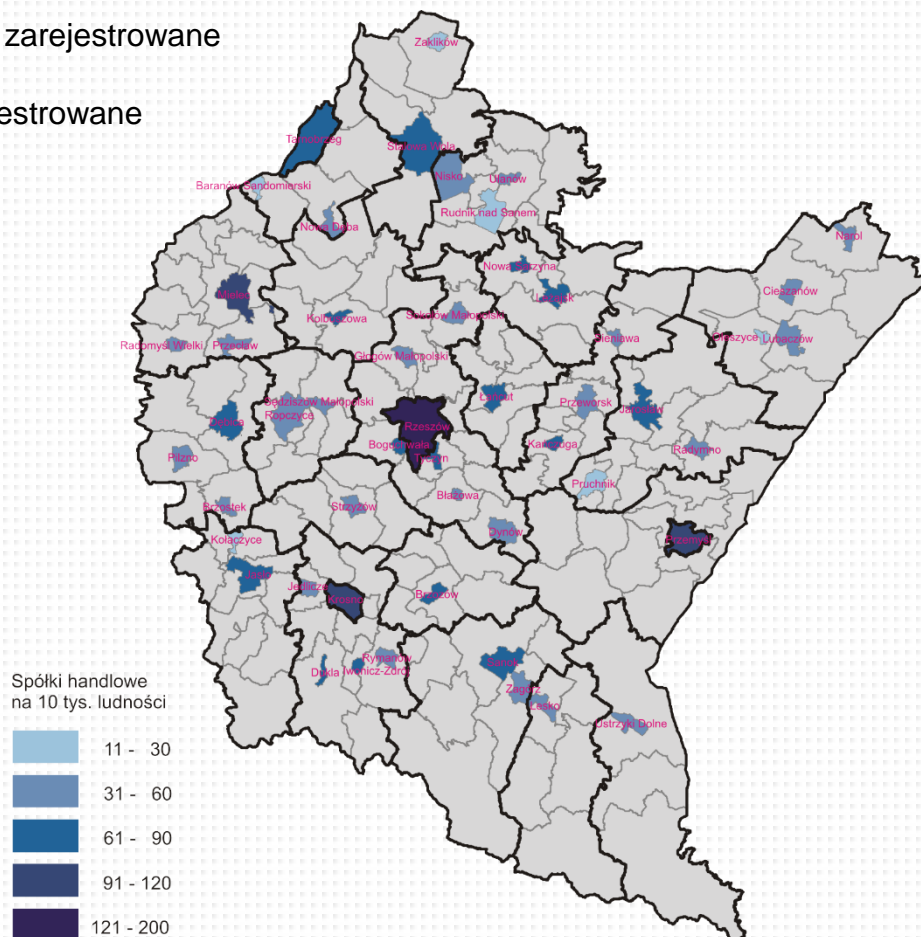 zarejestrowane
estrowane
Zaklików
Tarnobrzeg
Stalowa Wola
Nisko
Ulanów
Baranów Sandomierski
Rudnik nad Sanem
Nowa Dęba
Narol
Nowa Sarzyna
Mielec
Leżajsk
Cieszanów
Kolbuszowa
Sokołów Małopolski
Oleszyce
Lubaczów
Sieniawa
Radomyśl Wielki
Przecław
Głogów Małopolski
Łańcut
Sędziszów Małopolski
Przeworsk
Jarosław
Ropczyce
Dębica
Rzeszów
Boguchwała
Kańczuga
Radymno
Tyczyn
Pilzno
Pruchnik
Błażowa
Brzostek
Strzyżów
Dynów
Kołaczyce
Przemyśl
Jasło
Jedlicze
Krosno
Brzozów
Rymanów
Dukla
Iwonicz-Zdrój
Sanok
Zagórz
Lesko
Ustrzyki Dolne
Spółki handlowe
na 10 tys. ludności
11 - 30
31 - 60
61 - 90
91 - 120
121 - 200